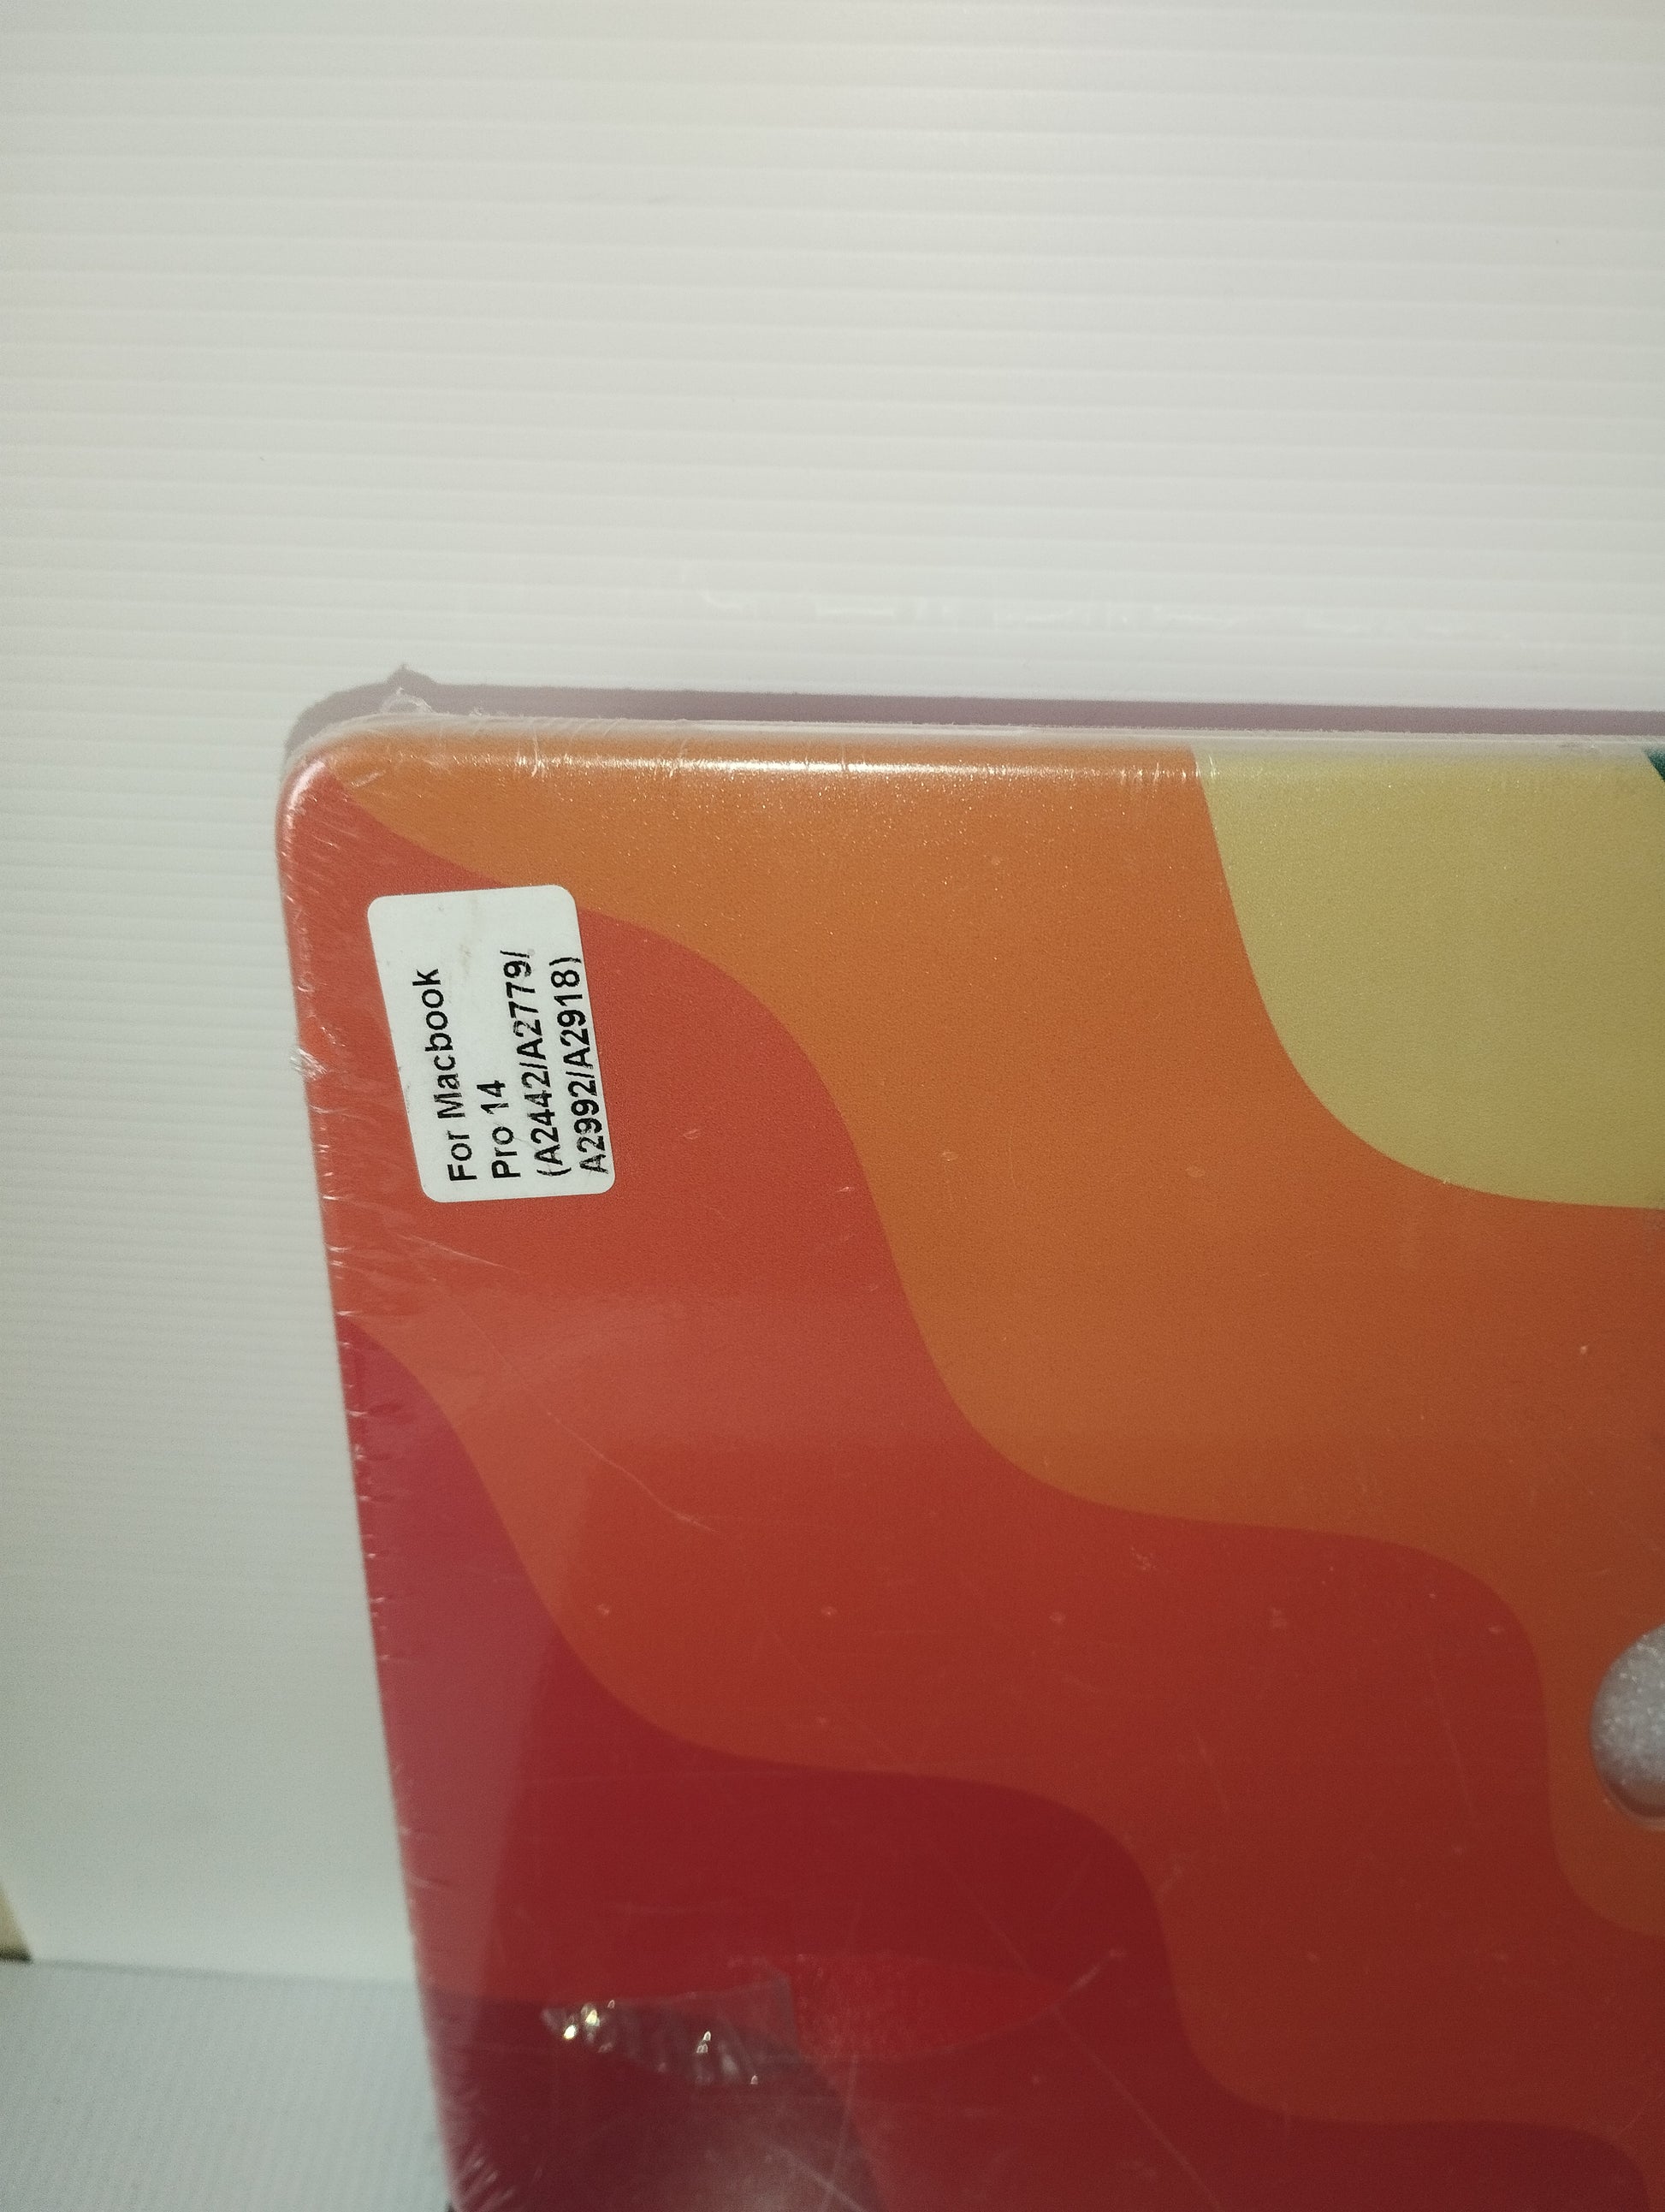 For Macbook
Pro 14
(A2442/A2779/
A2992/A2918)